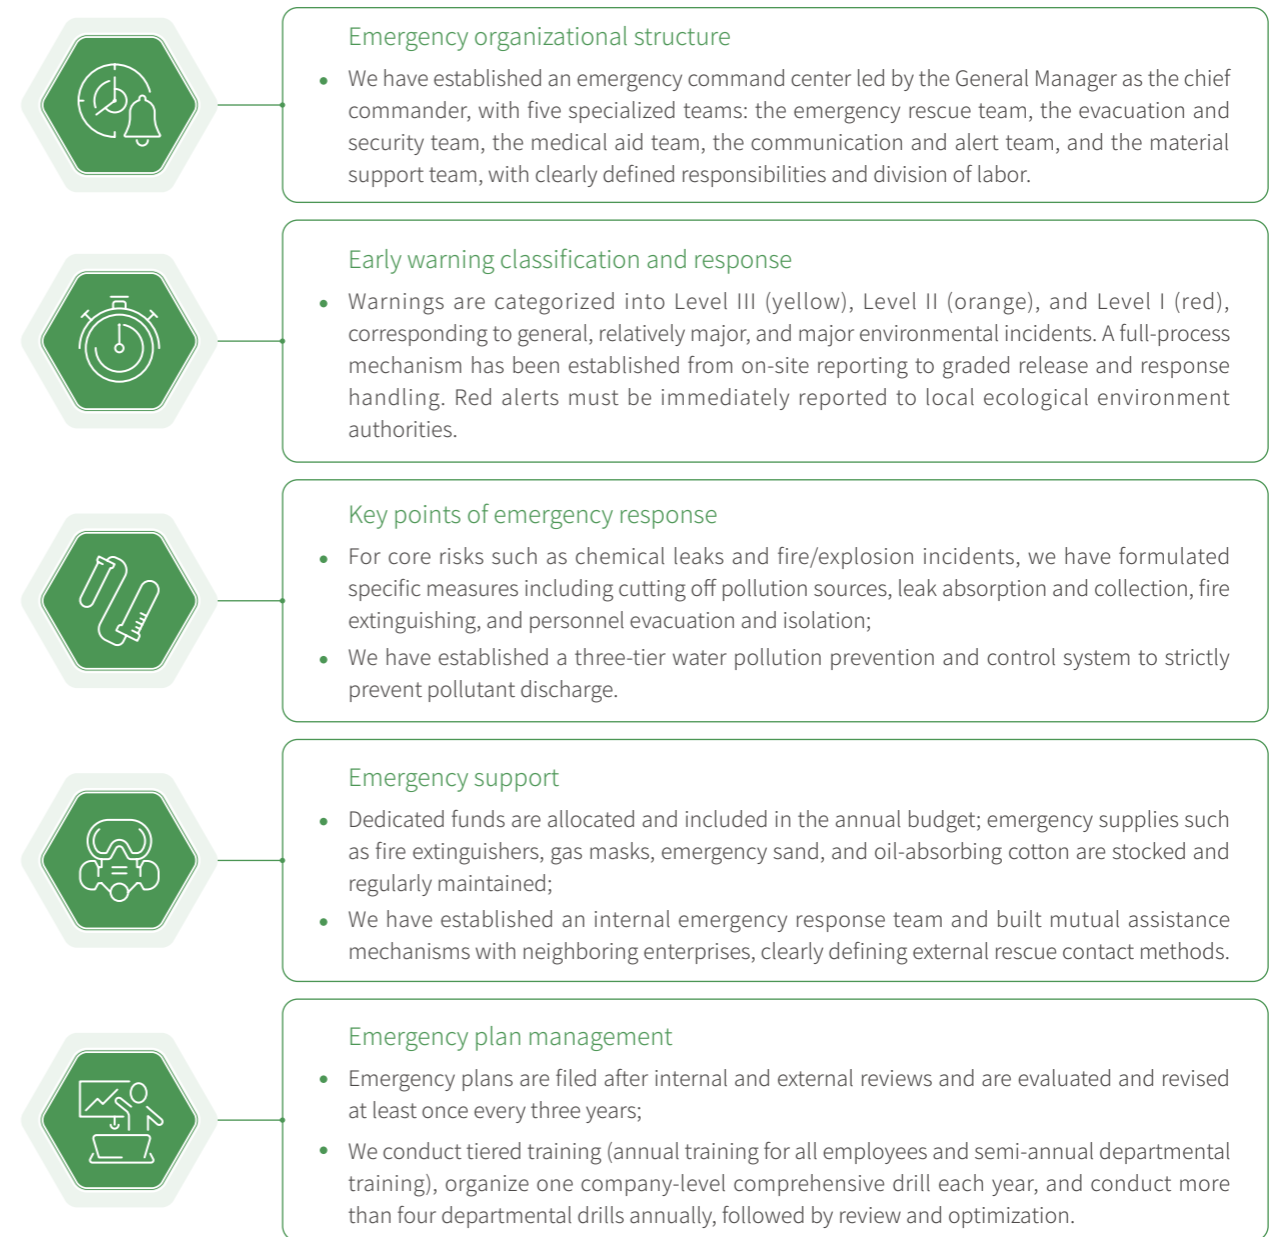 Emergency organizational structure
• We have established an emergency command center led by the General Manager as the chief
commander, with five specialized teams: the emergency rescue team, the evacuation and
security team, the medical aid team, the communication and alert team, and the material
support team, with clearly defined responsibilities and division of labor.
Early warning classification and response
• Warnings are categorized into Level III (yellow), Level II (orange), and Level I (red),
corresponding to general, relatively major, and major environmental incidents. A full-process
mechanism has been established from on-site reporting to graded release and response
handling. Red alerts must be immediately reported to local ecological environment
authorities.
Key points of emergency response
• For core risks such as chemical leaks and fire/explosion incidents, we have formulated
specific measures including cutting off pollution sources, leak absorption and collection, fire
extinguishing, and personnel evacuation and isolation;
• We have established a three-tier water pollution prevention and control system to strictly
prevent pollutant discharge.
Emergency support
• Dedicated funds are allocated and included in the annual budget; emergency supplies such
as fire extinguishers, gas masks, emergency sand, and oil-absorbing cotton are stocked and
regularly maintained;
• We have established an internal emergency response team and built mutual assistance
mechanisms with neighboring enterprises, clearly defining external rescue contact methods.
Emergency plan management
• Emergency plans are filed after internal and external reviews and are evaluated and revised
at least once every three years;
• We conduct tiered training (annual training for all employees and semi-annual departmental
training), organize one company-level comprehensive drill each year, and conduct more
than four departmental drills annually, followed by review and optimization.